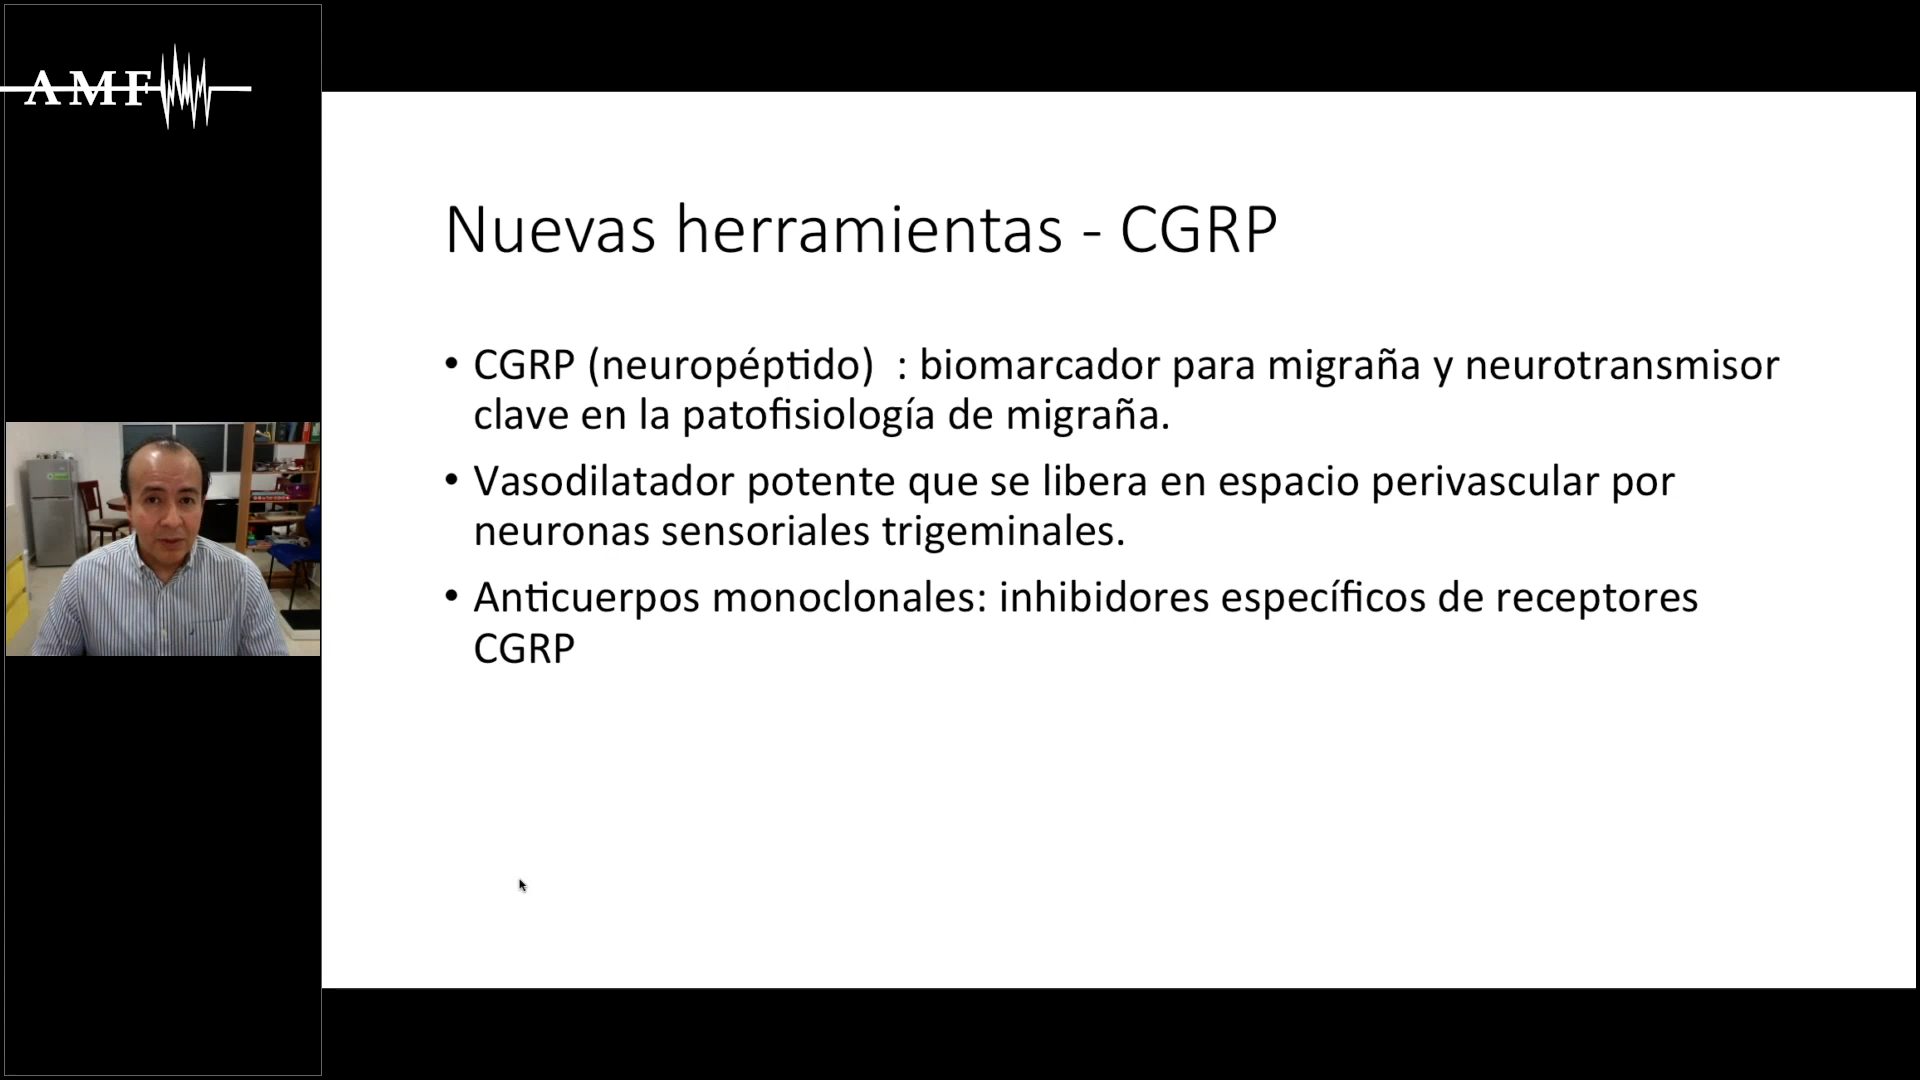 AMF
Nuevas herramientas - CGRP
• CGRP (neuropéptido)  : biomarcador para migraña y neurotransmisor
clave en la patofisiología de migraña.
• Vasodilatador potente que se libera en espacio perivascular por
neuronas sensoriales trigeminales.
• Anticuerpos monoclonales: inhibidores específicos de receptores
CGRP